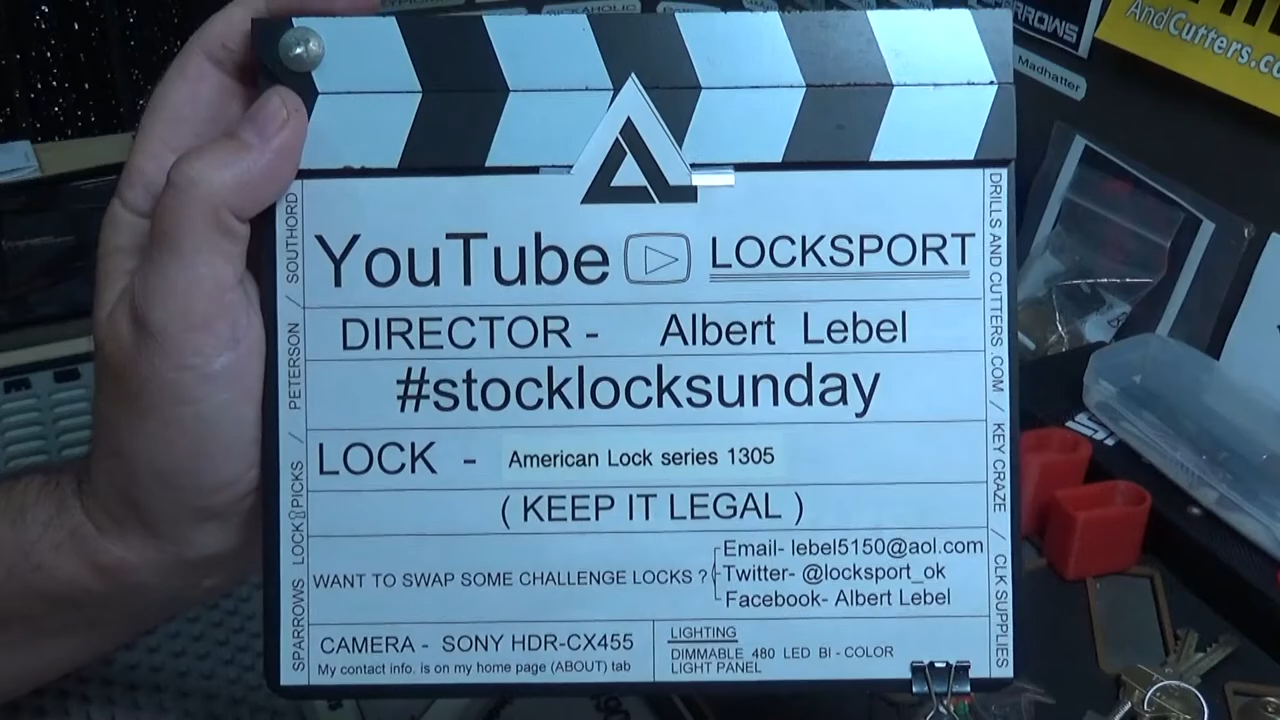 RROWS
AndCutters.co
Madhatter
YouTube LOCKSPORT
DIRECTOR - Albert Lebel
#stocklocksunday
LOCK - American Lock series 1305
( KEEP IT LEGAL )
WANT TO SWAP SOME CHALLENGE LOCKS ?
Email- lebel5150@aol.com
Twitter- @locksport_ok
Facebook- Albert Lebel
CAMERA - SONY HDR-CX455
My contact info. is on my home page (ABOUT) tab
LIGHTING
DIMMABLE 480 LED BI - COLOR
LIGHT PANEL
SPARROWS LOCK PICKS / PETERSON / SOUTHORD
DRILLS AND CUTTERS .COM / KEY CRAZE / CLK SUPPLIES